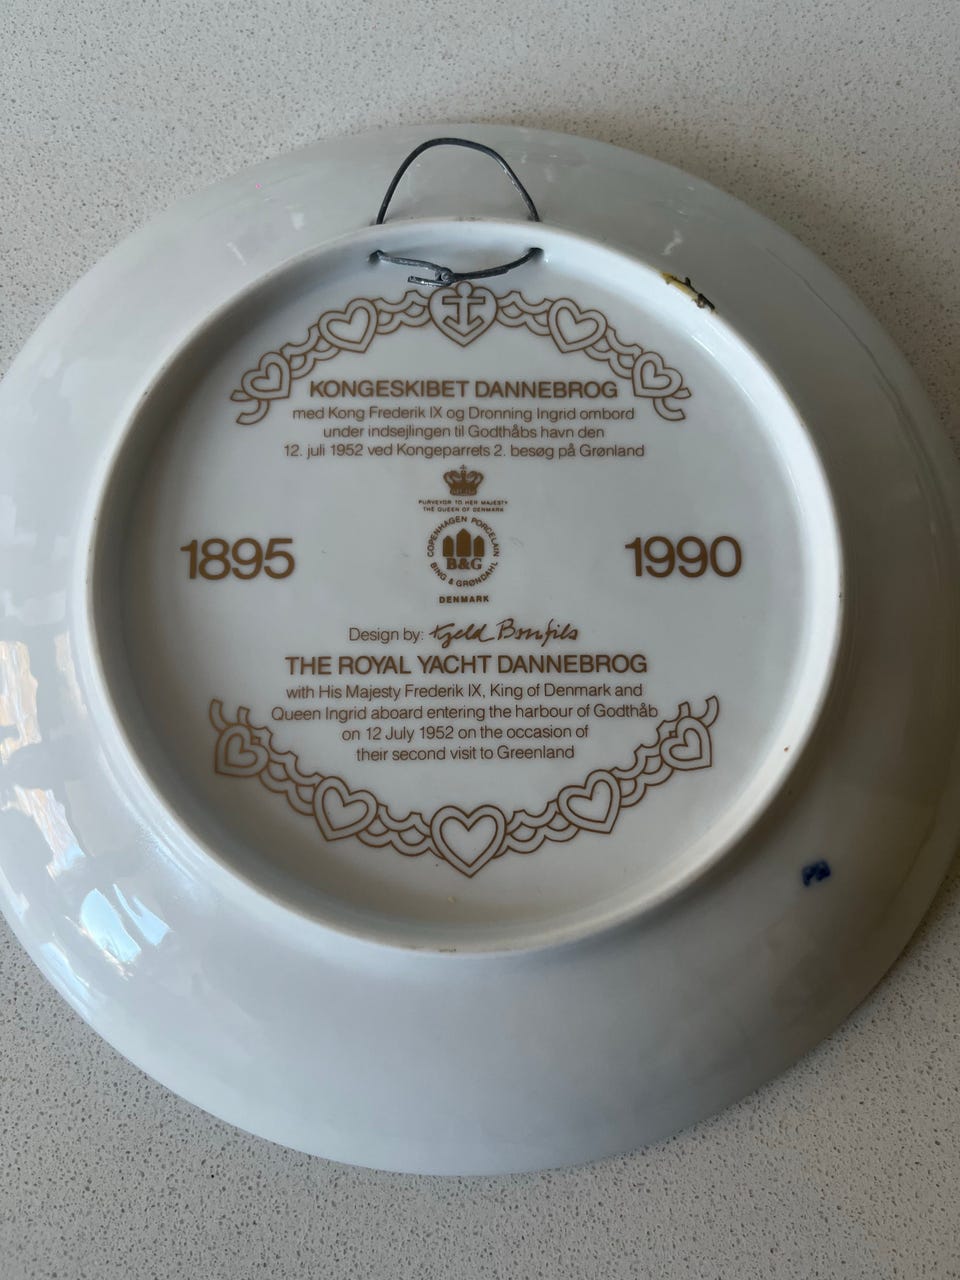 KONGESKIBET DANNEBROG
med Kong Frederik IX og Dronning Ingrid ombord
under indsejlingen til Godthåbs havn den
12. juli 1952 ved Kongeparrets 2. besøg på Grønland
PURVEYOR TO HER MAJESTY
THE QUEEN OF DENMARK
1895
COPENHAGEN PORCELAIN
B&G
BING & GRØNDAHL
1990
DENMARK
Design by: Kjeld Bonfils
THE ROYAL YACHT DANNEBROG
with His Majesty Frederik IX, King of Denmark and
Queen Ingrid aboard entering the harbour of Godthåb
on 12 July 1952 on the occasion of
their second visit to Greenland